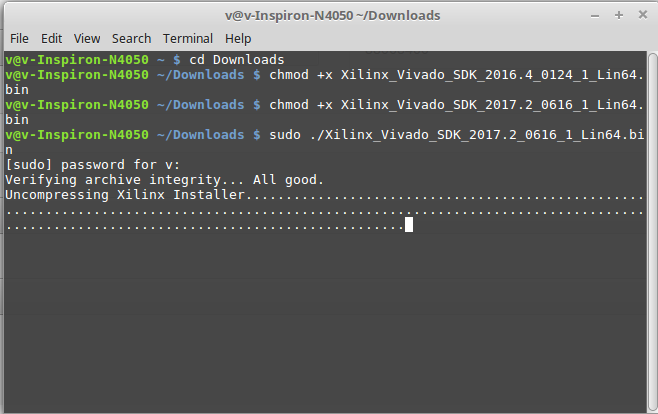 v@v-Inspiron-N4050 ~/Downloads
File Edit View Search Terminal Help
v@v-Inspiron-N4050 ~ $ cd Downloads
v@v-Inspiron-N4050 ~/Downloads $ chmod +x Xilinx_Vivado_SDK_2016.4_0124_1_Lin64.
bin
v@v-Inspiron-N4050 ~/Downloads $ chmod +x Xilinx_Vivado_SDK_2017.2_0616_1_Lin64.
bin
v@v-Inspiron-N4050 ~/Downloads $ sudo ./Xilinx_Vivado_SDK_2017.2_0616_1_Lin64.bi
n
[sudo] password for v:
Verifying archive integrity... All good.
Uncompressing Xilinx Installer..................................................
................................................................................
..................................................